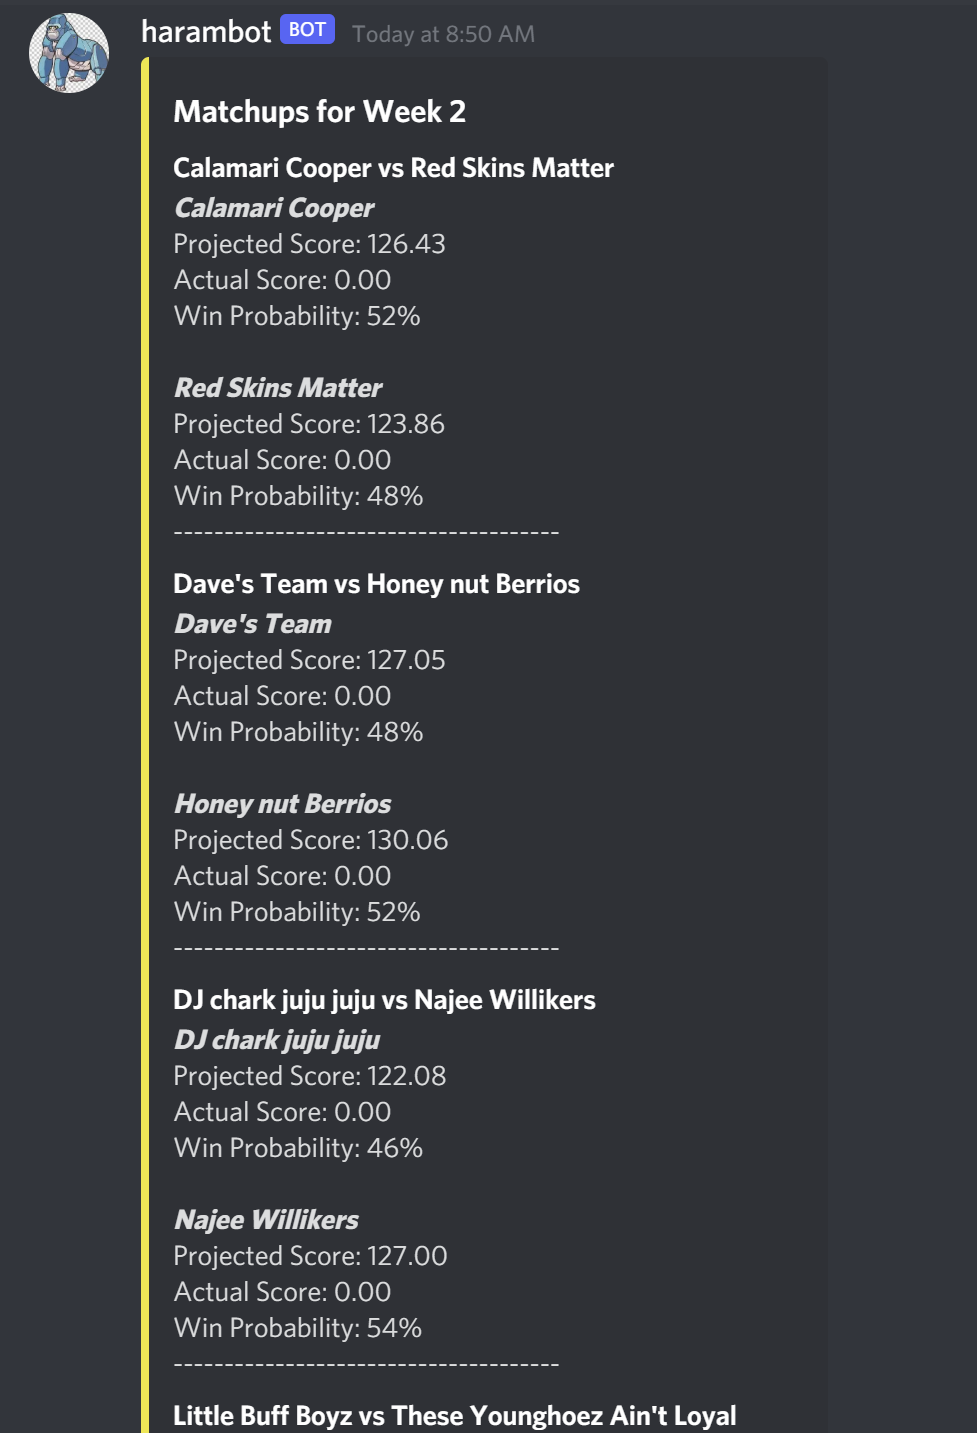 harambot BOT Today at 8:50 AM
Matchups for Week 2
Calamari Cooper vs Red Skins Matter
Calamari Cooper
Projected Score: 126.43
Actual Score: 0.00
Win Probability: 52%
Red Skins Matter
Projected Score: 123.86
Actual Score: 0.00
Win Probability: 48%
--------------------------------------
Dave's Team vs Honey nut Berrios
Dave's Team
Projected Score: 127.05
Actual Score: 0.00
Win Probability: 48%
Honey nut Berrios
Projected Score: 130.06
Actual Score: 0.00
Win Probability: 52%
--------------------------------------
DJ chark juju juju vs Najee Willikers
DJ chark juju juju
Projected Score: 122.08
Actual Score: 0.00
Win Probability: 46%
Najee Willikers
Projected Score: 127.00
Actual Score: 0.00
Win Probability: 54%
--------------------------------------
Little Buff Boyz vs These Younghoez Ain't Loyal